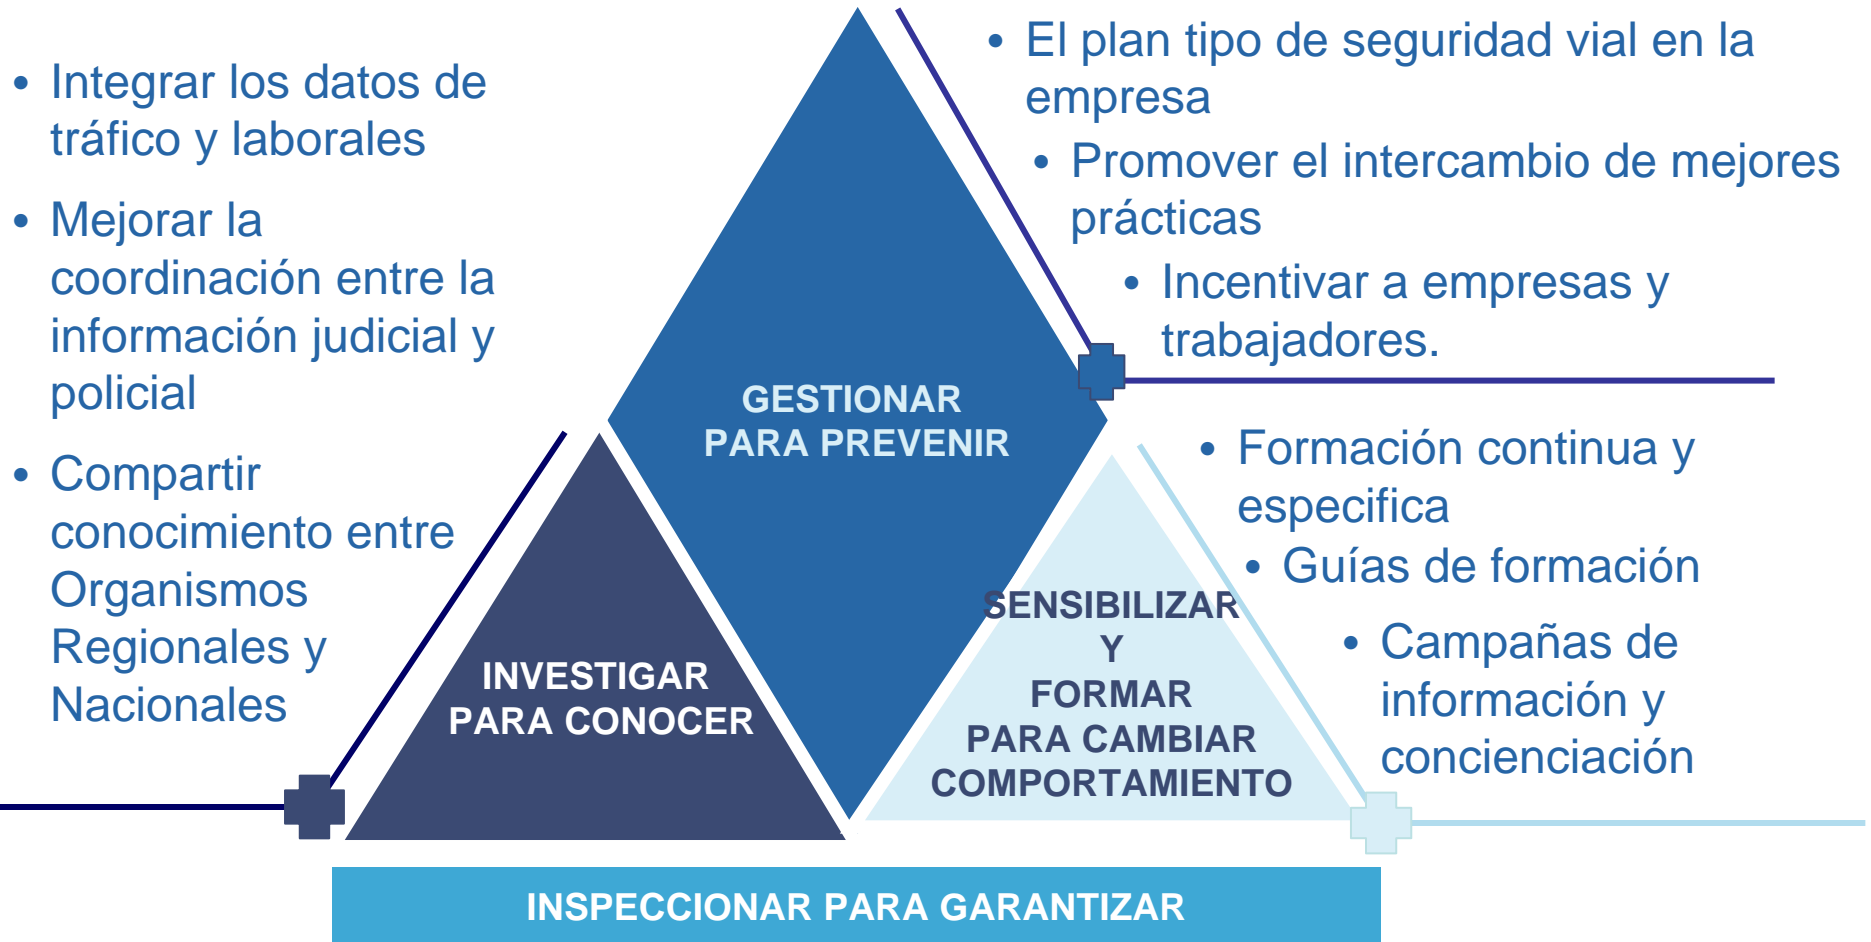 • Integrar los datos de
tráfico y laborales
• Mejorar la
coordinación entre la
información judicial y
policial
• Compartir
conocimiento entre
Organismos
Regionales y
Nacionales
• El plan tipo de seguridad vial en la
empresa
• Promover el intercambio de mejores
prácticas
• Incentivar a empresas y
trabajadores.
GESTIONAR
PARA PREVENIR
• Formación continua y
especifica
• Guías de formación
• Campañas de
información y
concienciación
INVESTIGAR
PARA CONOCER
SENSIBILIZAR
Y
FORMAR
PARA CAMBIAR
COMPORTAMIENTO
INSPECCIONAR PARA GARANTIZAR